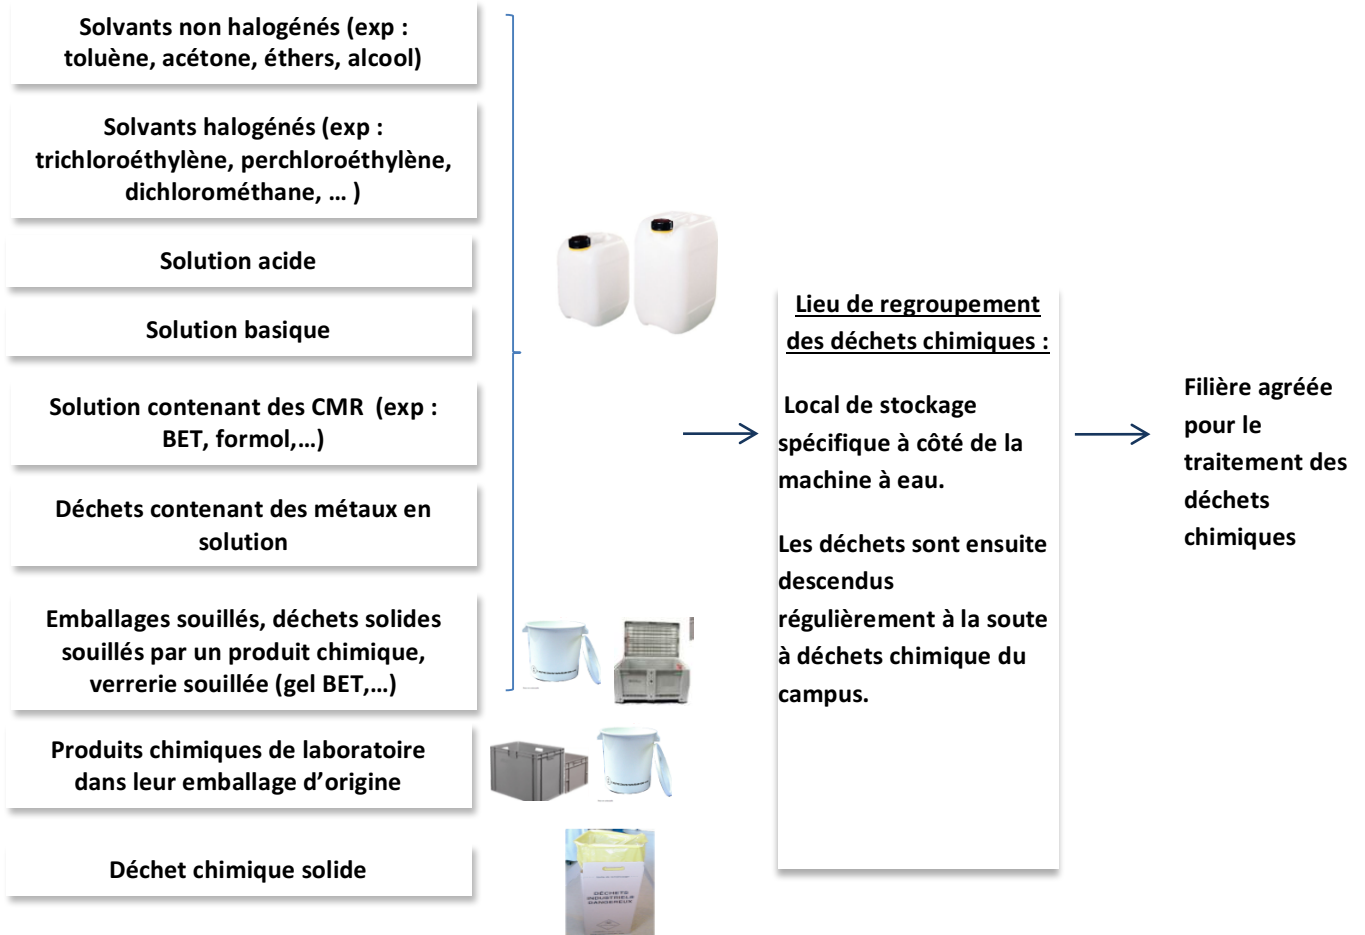 Solvants non halogénés (exp :
toluène, acétone, éthers, alcool)
Solvants halogénés (exp :
trichloroéthylène, perchloroéthylène,
dichlorométhane, … )
Solution acide
Solution basique
Solution contenant des CMR (exp :
BET, formol,…)
Déchets contenant des métaux en
solution
Emballages souillés, déchets solides
souillés par un produit chimique,
verrerie souillée (gel BET,…)
Produits chimiques de laboratoire
dans leur emballage d’origine
Déchet chimique solide
DÉCHETS
INDUSTRIELS
DANGEREUX
Lieu de regroupement
des déchets chimiques :
Local de stockage
spécifique à côté de la
machine à eau.
Les déchets sont ensuite
descendus
régulièrement à la soute
à déchets chimique du
campus.
Filière agréée
pour le
traitement des
déchets
chimiques